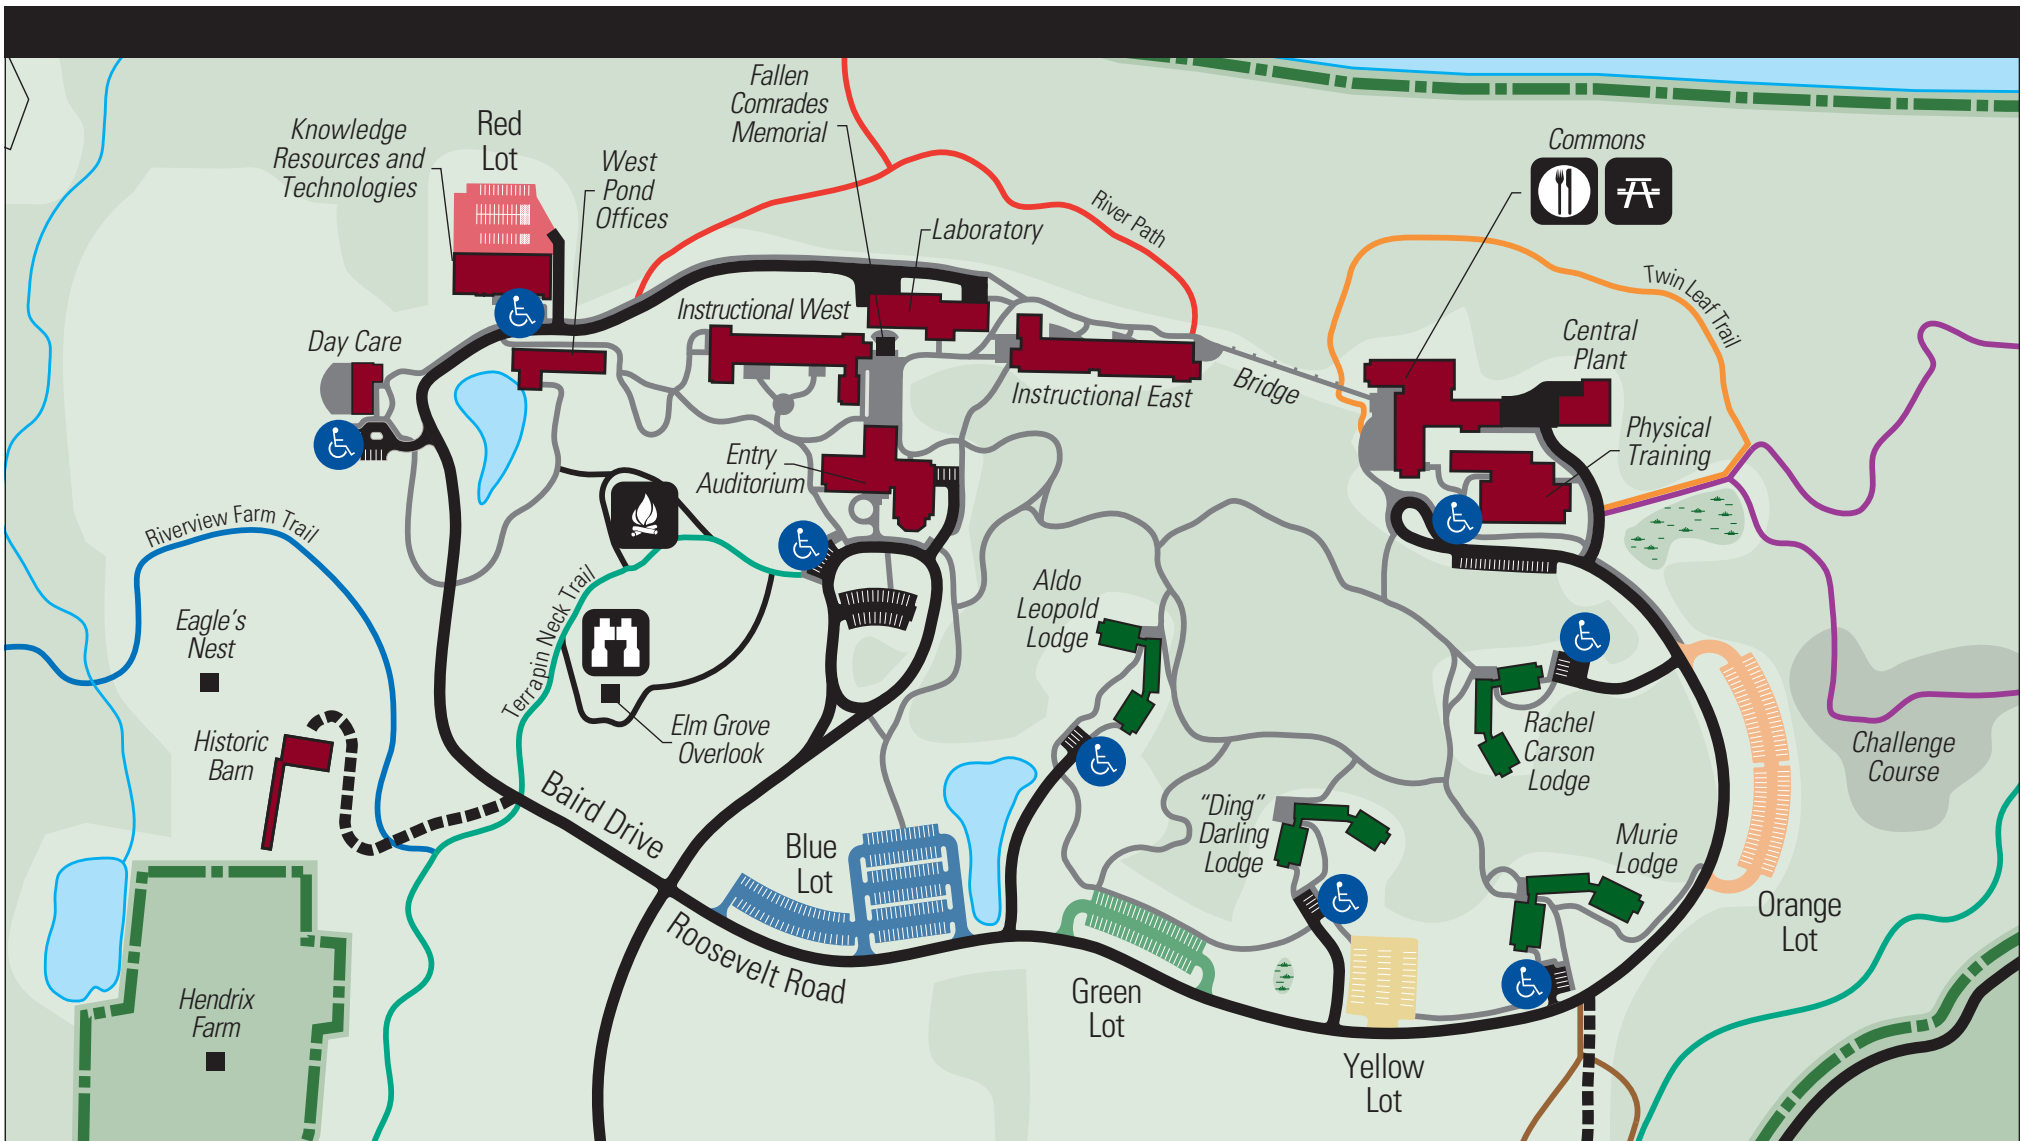 Fallen
Comrades
Memorial
Red
Lot
Knowledge
Resources and
Technologies
West
Pond
Offices
Commons
River Path
Laboratory
Twin Leaf Trail
Instructional West
Day Care
Central
Plant
Bridge
Instructional East
Physical
Training
Entry
Auditorium
Riverview Farm Trail
Terrapin Neck Trail
Aldo
Leopold
Lodge
Eagle's
Nest
Elm Grove
Overlook
Rachel
Carson
Lodge
Historic
Barn
Challenge
Course
Baird Drive
"Ding"
Darling
Lodge
Blue
Lot
Murie
Lodge
Orange
Lot
Roosevelt Road
Hendrix
Farm
Green
Lot
Yellow
Lot